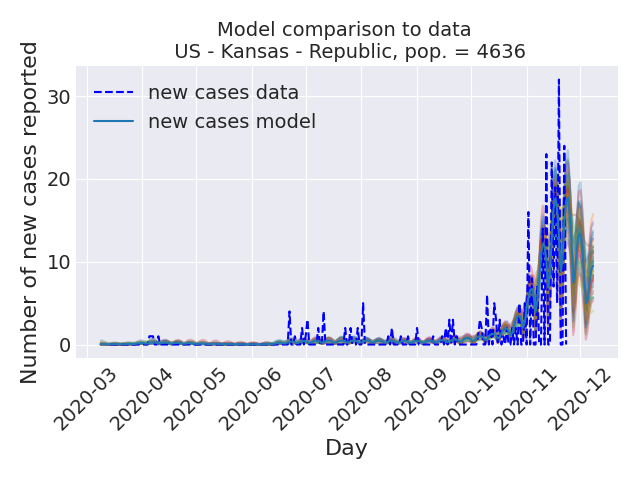 Model comparison to data
US - Kansas - Republic, pop. = 4636
Number of new cases reported
30
20
10
0
new cases data
new cases model
2020-03
2020-04
2020-05
2020-06
2020-07
2020-08
2020-09
2020-10
2020-11
2020-12
Day